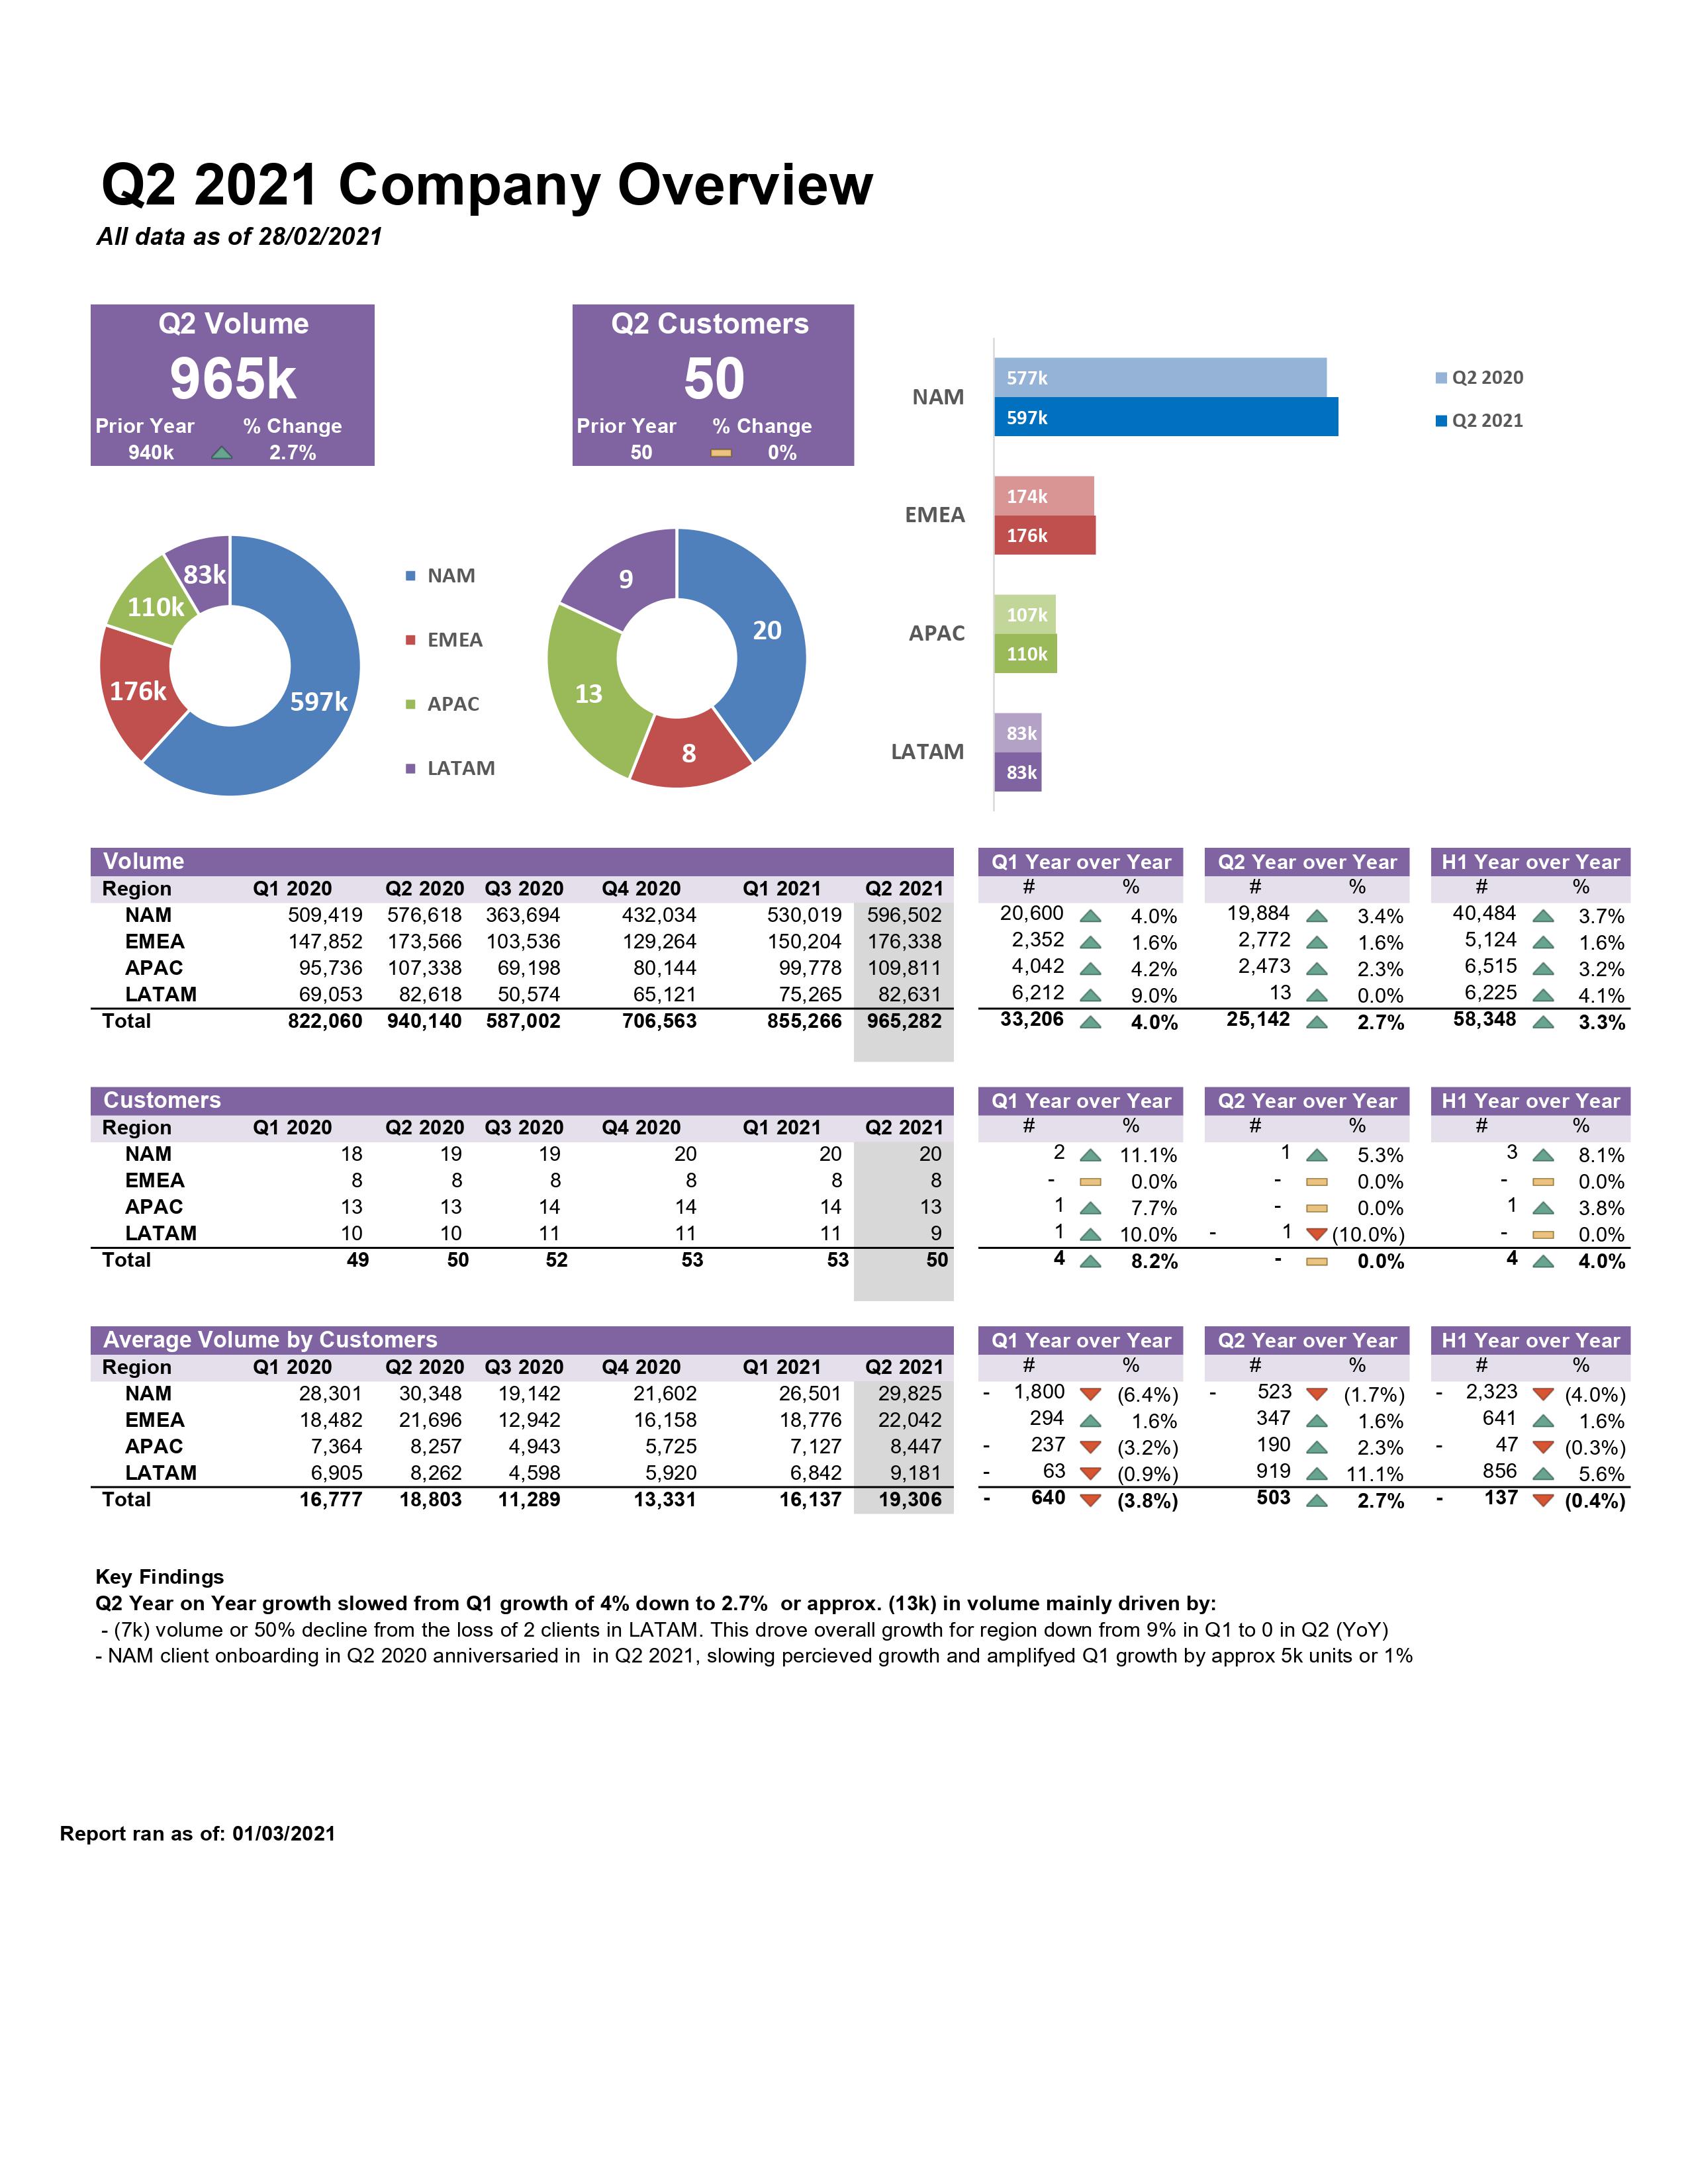 Q2 2021 Company Overview
All data as of 28/02/2021
Q2 Volume
965k
Prior Year % Change
940k 2.7%
Q2 Customers
50
Prior Year % Change
50 0%
83k
110k
176k
597k
NAM
EMEA
APAC
LATAM
9
20
13
8
NAM
577k
597k
EMEA
174k
176k
APAC
107k
110k
LATAM
83k
83k
Q2 2020
Q2 2021
Volume Q1 Year over Year Q2 Year over Year H1 Year over Year
Region Q1 2020 Q2 2020 Q3 2020 Q4 2020 Q1 2021 Q2 2021 # % # % # %
NAM 509,419 576,618 363,694 432,034 530,019 596,502 20,600 4.0% 19,884 3.4% 40,484 3.7%
EMEA 147,852 173,566 103,536 129,264 150,204 176,338 2,352 1.6% 2,772 1.6% 5,124 1.6%
APAC 95,736 107,338 69,198 80,144 99,778 109,811 4,042 4.2% 2,473 2.3% 6,515 3.2%
LATAM 69,053 82,618 50,574 65,121 75,265 82,631 6,212 9.0% 13 0.0% 6,225 4.1%
Total 822,060 940,140 587,002 706,563 855,266 965,282 33,206 4.0% 25,142 2.7% 58,348 3.3%
Customers Q1 Year over Year Q2 Year over Year H1 Year over Year
Region Q1 2020 Q2 2020 Q3 2020 Q4 2020 Q1 2021 Q2 2021 # % # % # %
NAM 18 19 19 20 20 20 2 11.1% 1 5.3% 3 8.1%
EMEA 8 8 8 8 8 8 - 0.0% - 0.0% - 0.0%
APAC 13 13 14 14 14 13 1 7.7% - 0.0% 1 3.8%
LATAM 10 10 11 11 11 9 1 10.0% - 1 (10.0%) - 0.0%
Total 49 50 52 53 53 50 4 8.2% - 0.0% 4 4.0%
Average Volume by Customers Q1 Year over Year Q2 Year over Year H1 Year over Year
Region Q1 2020 Q2 2020 Q3 2020 Q4 2020 Q1 2021 Q2 2021 # % # % # %
NAM 28,301 30,348 19,142 21,602 26,501 29,825 - 1,800 (6.4%) - 523 (1.7%) - 2,323 (4.0%)
EMEA 18,482 21,696 12,942 16,158 18,776 22,042 294 1.6% 347 1.6% 641 1.6%
APAC 7,364 8,257 4,943 5,725 7,127 8,447 - 237 (3.2%) 190 2.3% - 47 (0.3%)
LATAM 6,905 8,262 4,598 5,920 6,842 9,181 - 63 (0.9%) 919 11.1% 856 5.6%
Total 16,777 18,803 11,289 13,331 16,137 19,306 - 640 (3.8%) 503 2.7% - 137 (0.4%)
Key Findings
Q2 Year on Year growth slowed from Q1 growth of 4% down to 2.7% or approx. (13k) in volume mainly driven by:
- (7k) volume or 50% decline from the loss of 2 clients in LATAM. This drove overall growth for region down from 9% in Q1 to 0 in Q2 (YoY)
- NAM client onboarding in Q2 2020 anniversaried in in Q2 2021, slowing percieved growth and amplifyed Q1 growth by approx 5k units or 1%
Report ran as of: 01/03/2021